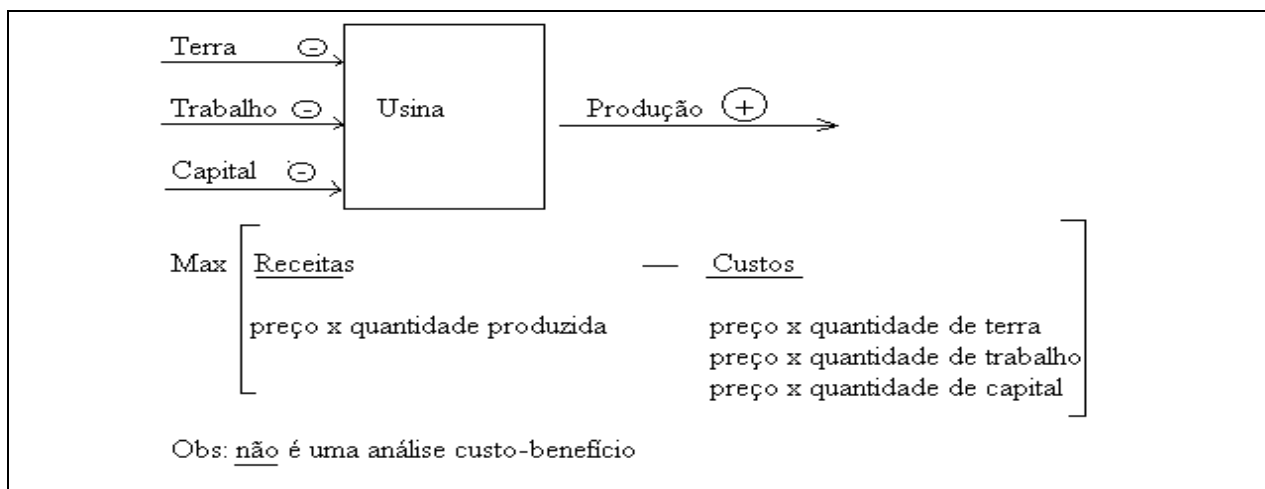 Terra -
Trabalho - Usina Produção +
Capital -
Max Receitas — Custos
preço x quantidade produzida preço x quantidade de terra
preço x quantidade de trabalho
preço x quantidade de capital
Obs: não é uma análise custo-benefício